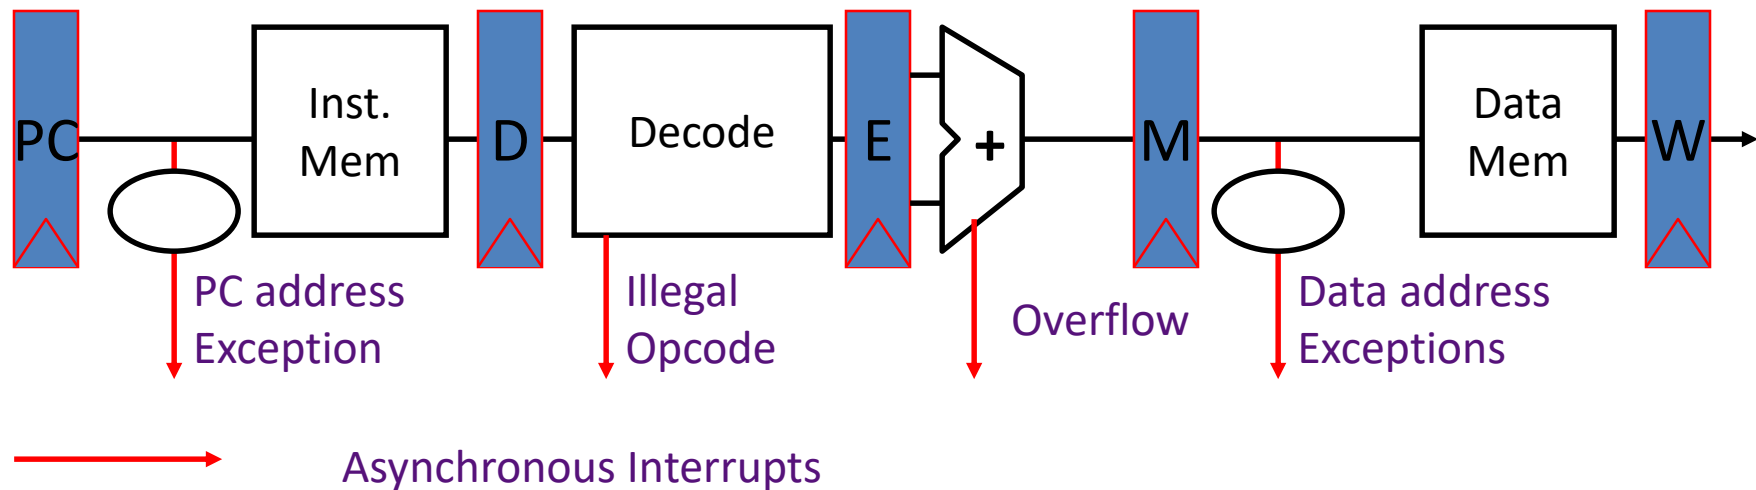 PC
Inst.
Mem
D
Decode
E
+
M
Data
Mem
W
PC address
Exception
Illegal
Opcode
Overflow
Data address
Exceptions
Asynchronous Interrupts